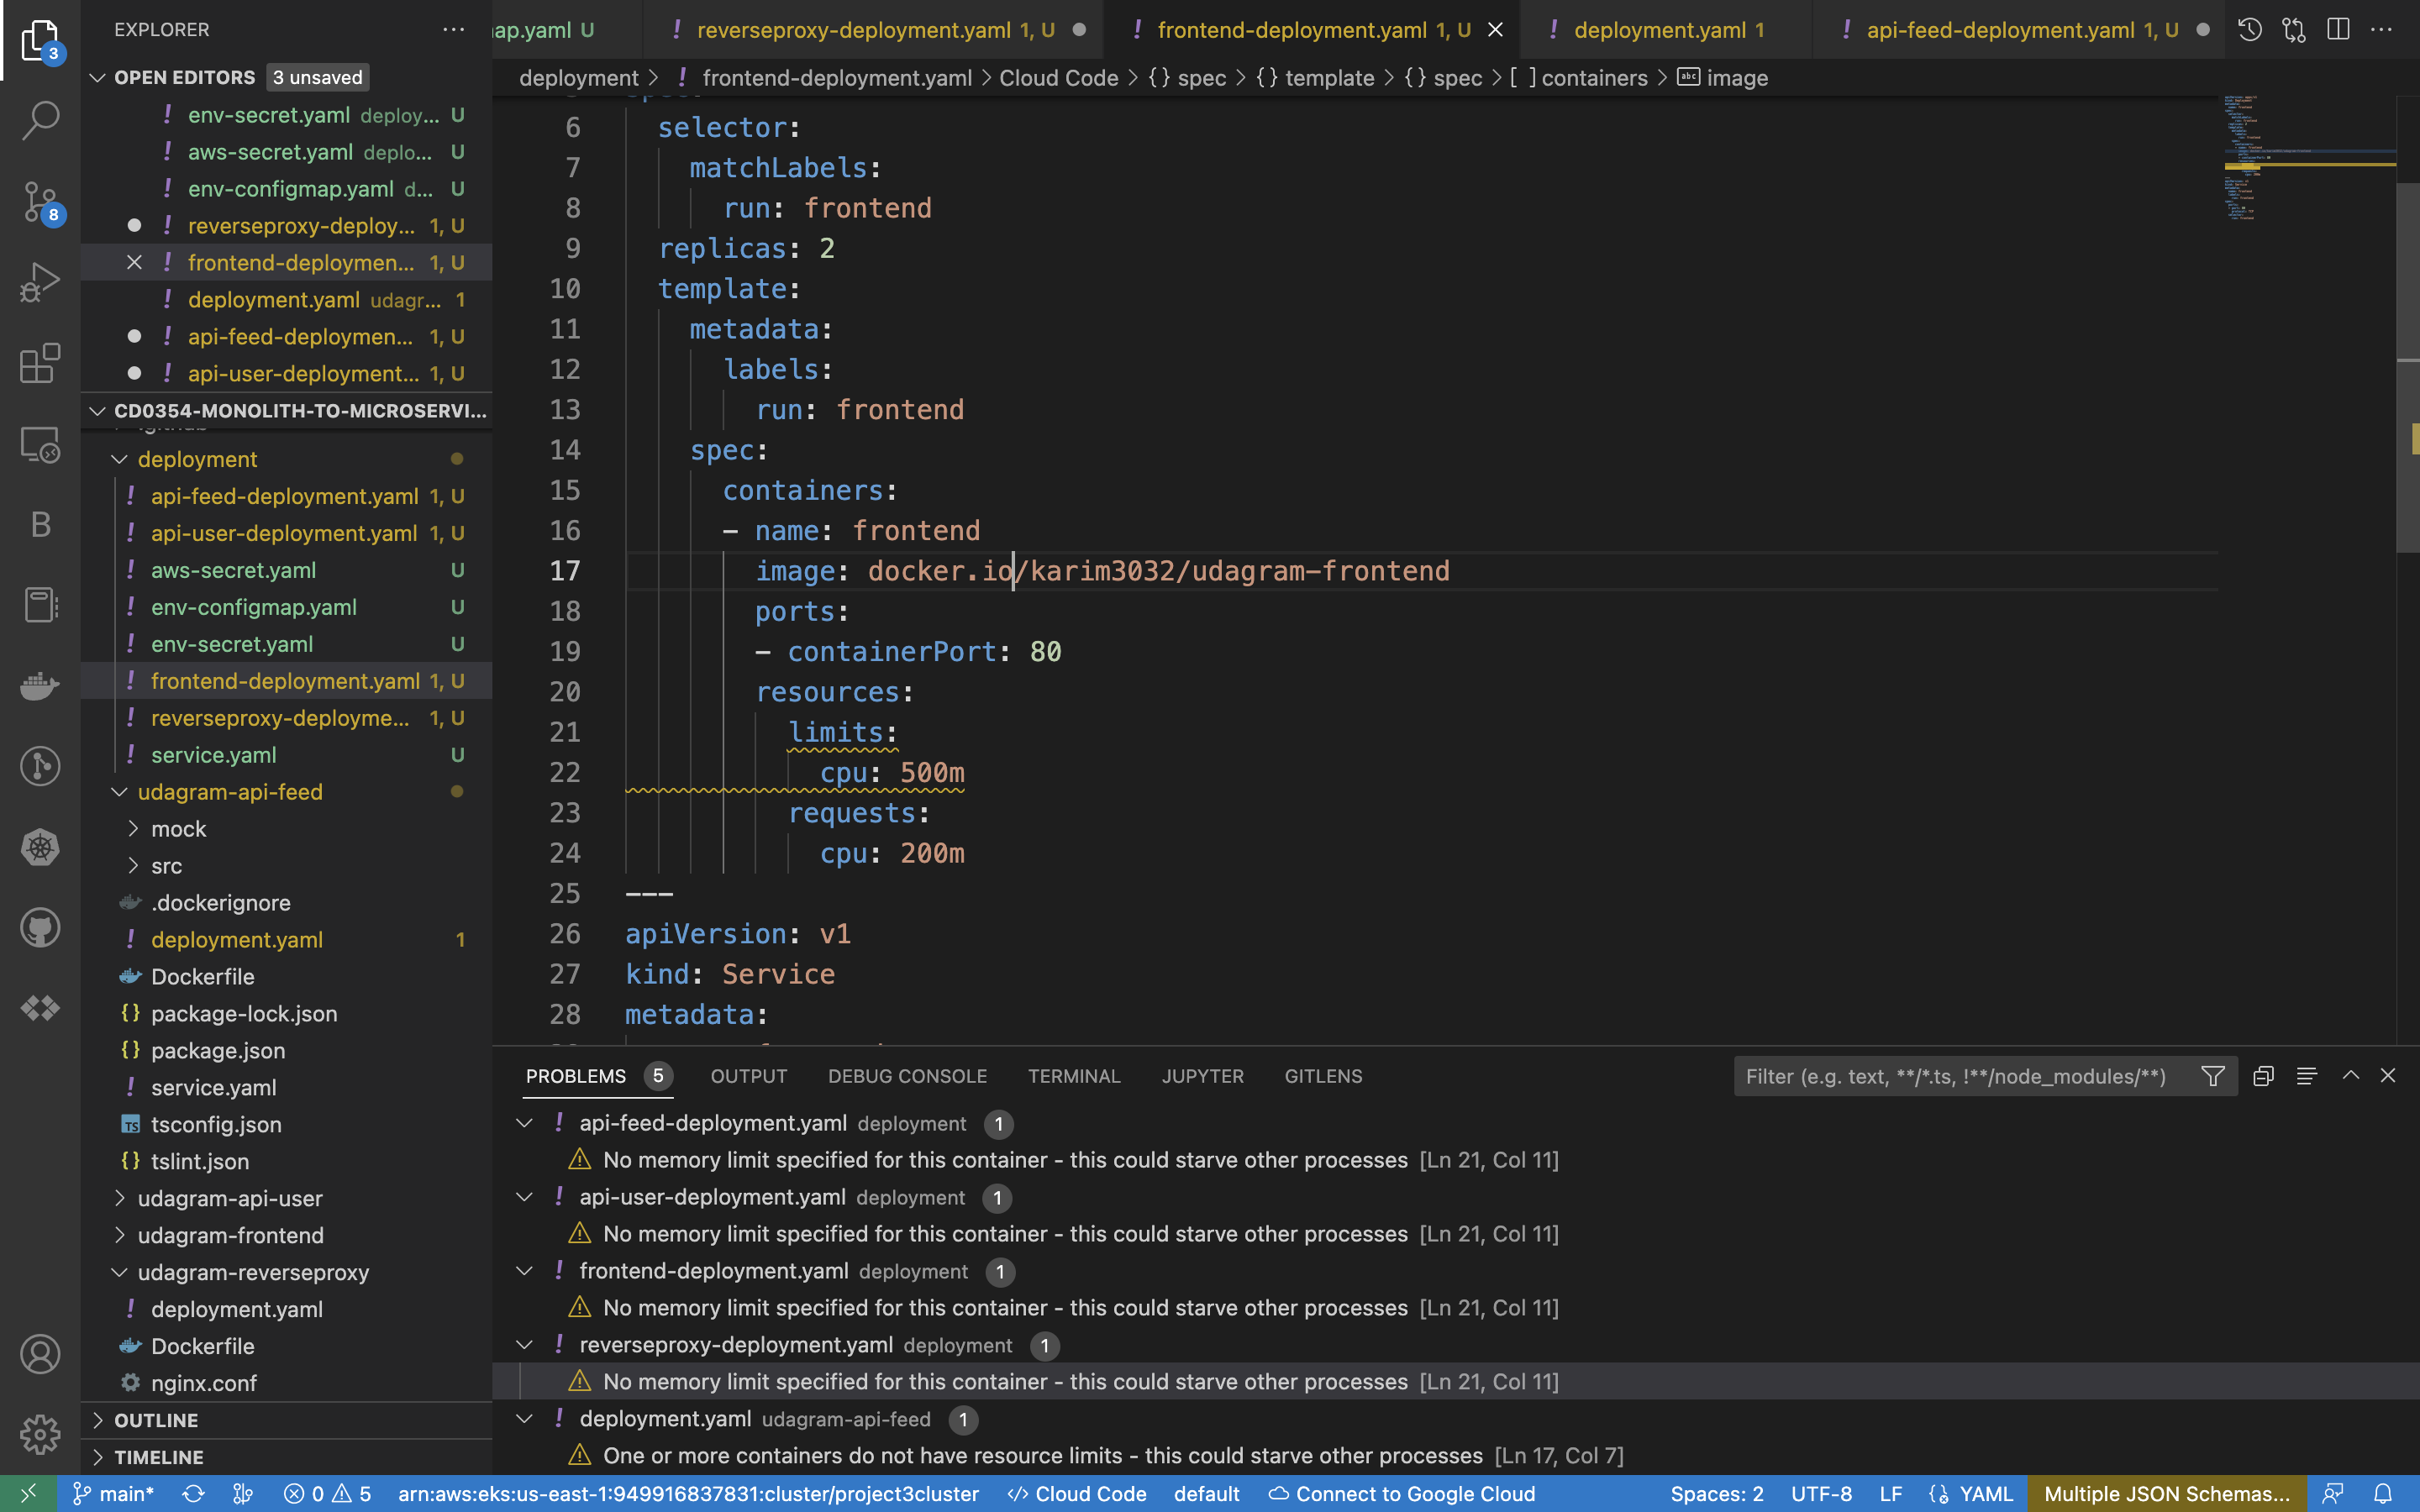 EXPLORER
OPEN EDITORS 3 unsaved
env-secret.yaml deploy... U
aws-secret.yaml deplo... U
env-configmap.yaml d... U
reverseproxy-deploy... 1, U
frontend-deploymen... 1, U
deployment.yaml udagr... 1
api-feed-deploymen... 1, U
api-user-deployment... 1, U
CD0354-MONOLITH-TO-MICROSERVI...
deployment
api-feed-deployment.yaml 1, U
api-user-deployment.yaml 1, U
aws-secret.yaml U
env-configmap.yaml U
env-secret.yaml U
frontend-deployment.yaml 1, U
reverseproxy-deployme... 1, U
service.yaml U
udagram-api-feed
mock
src
.dockerignore
deployment.yaml 1
Dockerfile
package-lock.json
package.json
service.yaml
tsconfig.json
tslint.json
udagram-api-user
udagram-frontend
udagram-reverseproxy
deployment.yaml
Dockerfile
nginx.conf
OUTLINE
TIMELINE
3
8
B
ap.yaml U
! reverseproxy-deployment.yaml 1, U
! frontend-deployment.yaml 1, U
! deployment.yaml 1
! api-feed-deployment.yaml 1, U
deployment > ! frontend-deployment.yaml > Cloud Code > {} spec > {} template > {} spec > [ ] containers > abc image
6 selector:
7 matchLabels:
8 run: frontend
9 replicas: 2
10 template:
11 metadata:
12 labels:
13 run: frontend
14 spec:
15 containers:
16 - name: frontend
17 image: docker.io/karim3032/udagram-frontend
18 ports:
19 - containerPort: 80
20 resources:
21 limits:
22 cpu: 500m
23 requests:
24 cpu: 200m
25 ---
26 apiVersion: v1
27 kind: Service
28 metadata:
PROBLEMS 5 OUTPUT DEBUG CONSOLE TERMINAL JUPYTER GITLENS
Filter (e.g. text, **/*.ts, !**/node_modules/**)
! api-feed-deployment.yaml deployment 1
No memory limit specified for this container - this could starve other processes [Ln 21, Col 11]
! api-user-deployment.yaml deployment 1
No memory limit specified for this container - this could starve other processes [Ln 21, Col 11]
! frontend-deployment.yaml deployment 1
No memory limit specified for this container - this could starve other processes [Ln 21, Col 11]
! reverseproxy-deployment.yaml deployment 1
No memory limit specified for this container - this could starve other processes [Ln 21, Col 11]
! deployment.yaml udagram-api-feed 1
One or more containers do not have resource limits - this could starve other processes [Ln 17, Col 7]
main* 0 5 arn:aws:eks:us-east-1:949916837831:cluster/project3cluster </> Cloud Code default Connect to Google Cloud Spaces: 2 UTF-8 LF YAML Multiple JSON Schemas...